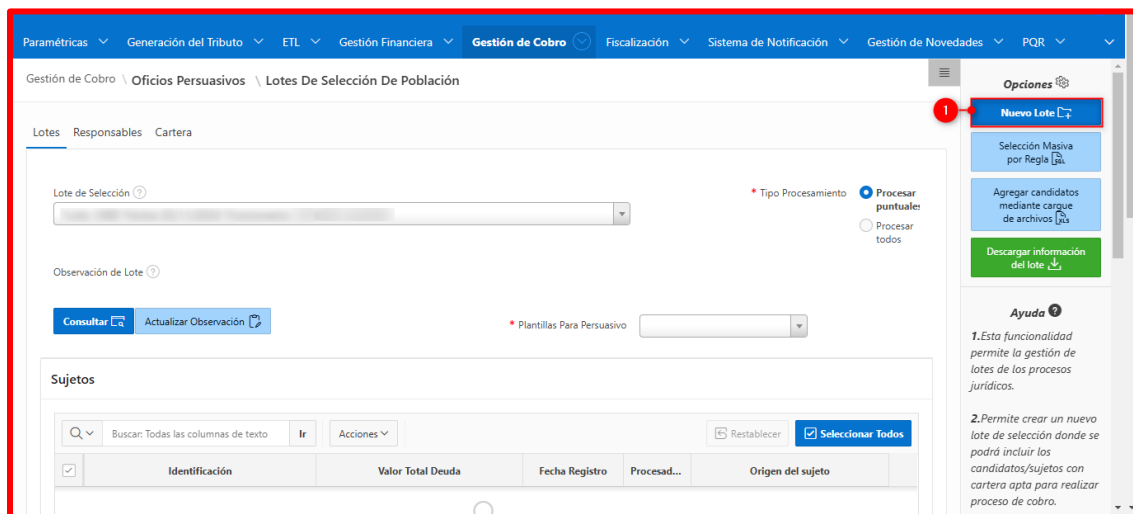 Paramétricas Generación del Tributo ETL Gestión Financiera Gestión de Cobro Fiscalización Sistema de Notificación Gestión de Novedades PQR
Gestión de Cobro \ Oficios Persuasivos \ Lotes De Selección De Población
Lotes Responsables Cartera
Lote de Selección ?
* Tipo Procesamiento
Procesar
puntuales
Procesar
todos
Observación de Lote ?
Consultar Actualizar Observación
* Plantillas Para Persuasivo
Sujetos
Buscar: Todas las columnas de texto Ir Acciones Restablecer Seleccionar Todos
Identificación Valor Total Deuda Fecha Registro Procesad... Origen del sujeto
Opciones
1
Nuevo Lote
Selección Masiva
por Regla SQL
Agregar candidatos
mediante cargue
de archivos XLS
Descargar información
del lote
Ayuda ?
1.Esta funcionalidad
permite la gestión de
lotes de los procesos
jurídicos.
2.Permite crear un nuevo
lote de selección donde se
podrá incluir los
candidatos/sujetos con
cartera apta para realizar
proceso de cobro.